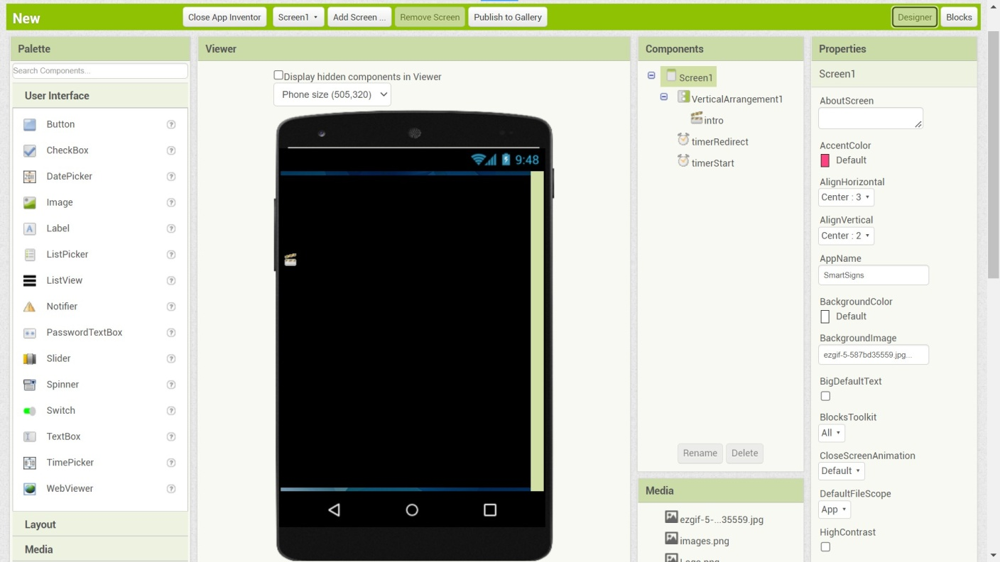 New
Close App Inventor
Screen1
Add Screen ...
Remove Screen
Publish to Gallery
Designer
Blocks
Palette
Search Components...
User Interface
Button
CheckBox
DatePicker
Image
Label
ListPicker
ListView
Notifier
PasswordTextBox
Slider
Spinner
Switch
TextBox
TimePicker
WebViewer
Layout
Media
Viewer
Display hidden components in Viewer
Phone size (505,320)
9:48
Components
Screen1
VerticalArrangement1
intro
timerRedirect
timerStart
Rename
Delete
Media
ezgif-5-...35559.jpg
images.png
Logo.png
Properties
Screen1
AboutScreen
AccentColor
Default
AlignHorizontal
Center : 3
AlignVertical
Center : 2
AppName
SmartSigns
BackgroundColor
Default
BackgroundImage
ezgif-5-587bd35559.jpg...
BigDefaultText
BlocksToolkit
All
CloseScreenAnimation
Default
DefaultFileScope
App
HighContrast